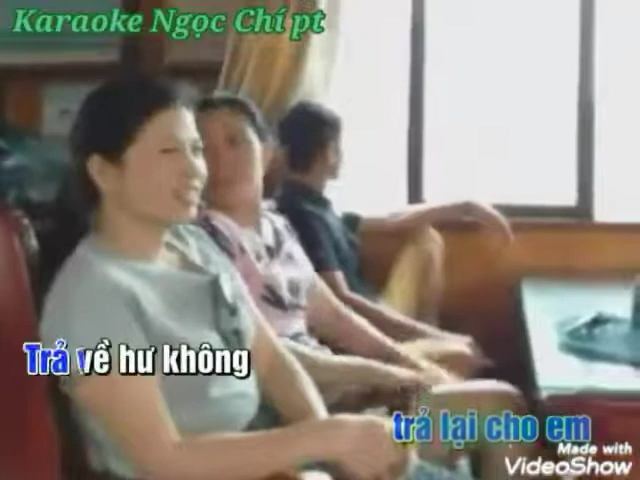 Karaoke Ngọc Chí pt
Trả về hư không
trả lại cho em
Made with
VideoShow